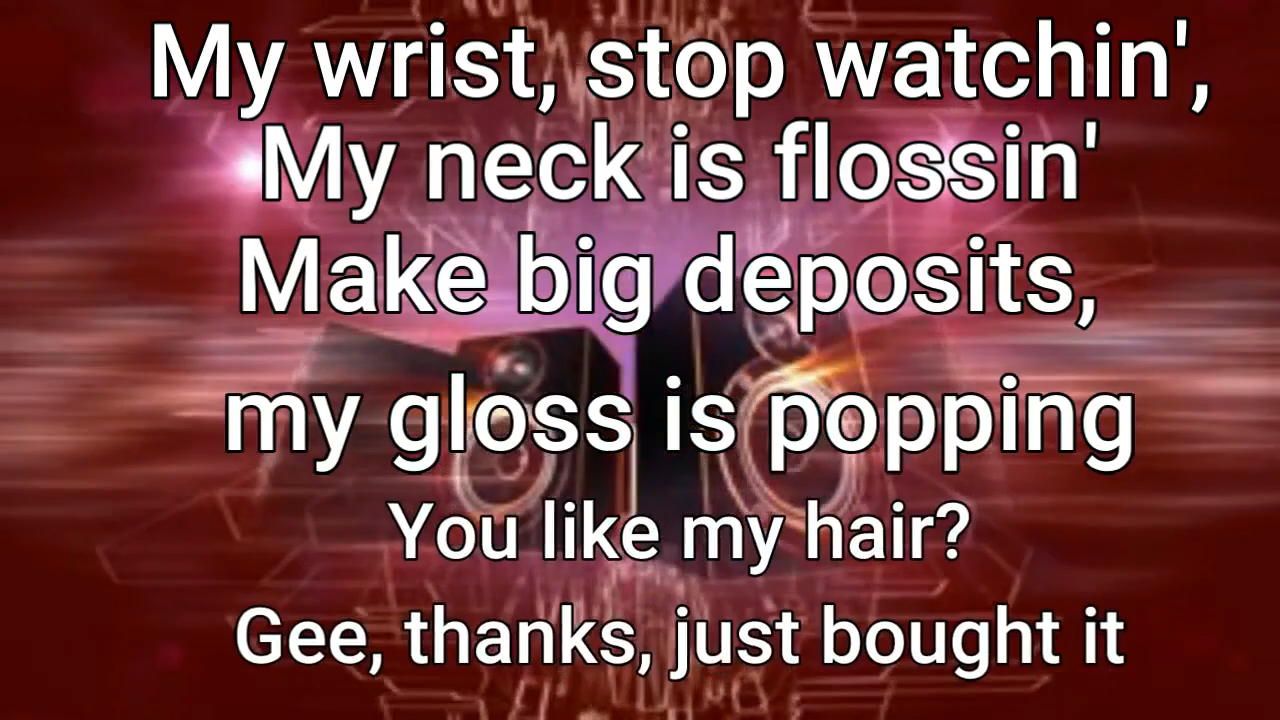 My wrist, stop watchin',
My neck is flossin'
Make big deposits,
my gloss is popping
You like my hair?
Gee, thanks, just bought it